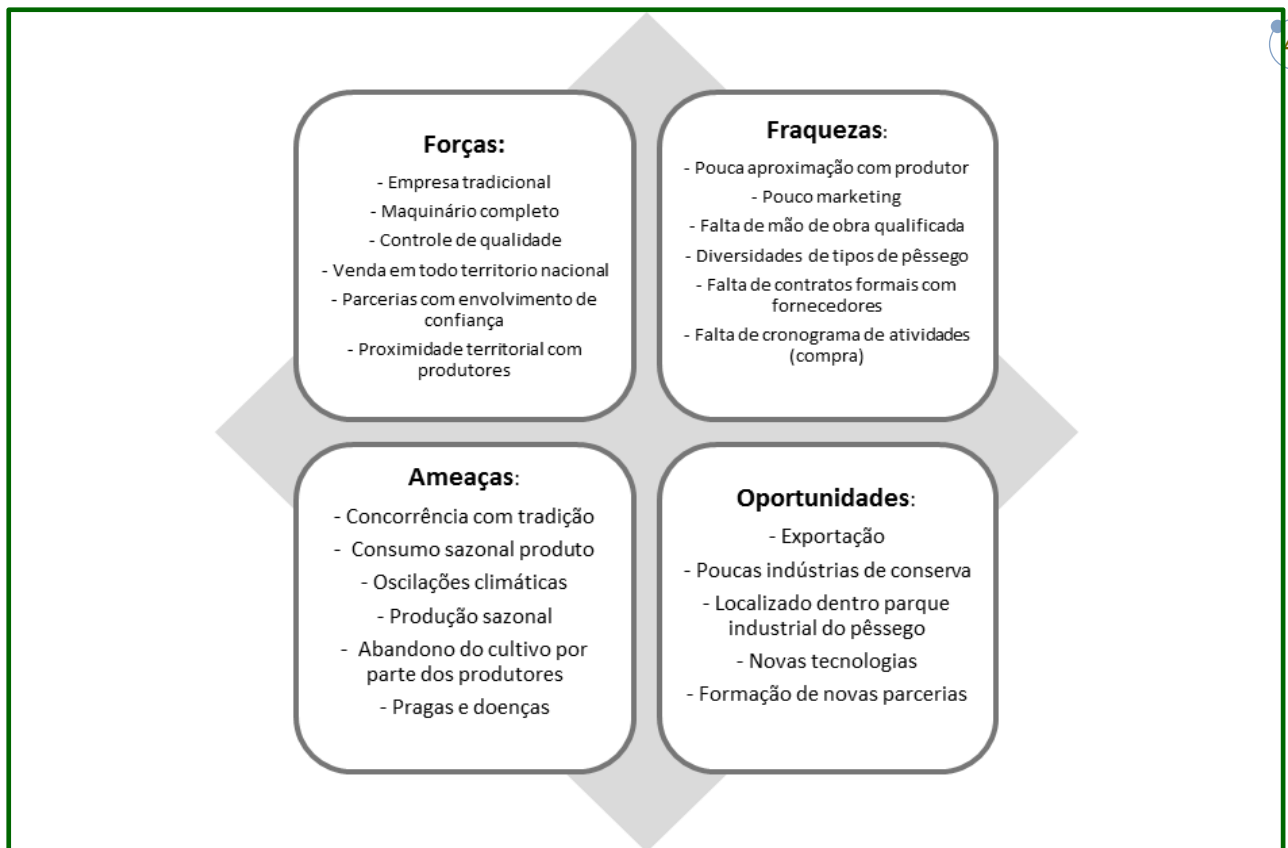 Forças:
- Empresa tradicional
- Maquinário completo
- Controle de qualidade
- Venda em todo territorio nacional
- Parcerias com envolvimento de
confiança
- Proximidade territorial com
produtores
Fraquezas:
- Pouca aproximação com produtor
- Pouco marketing
- Falta de mão de obra qualificada
- Diversidades de tipos de pêssego
- Falta de contratos formais com
fornecedores
- Falta de cronograma de atividades
(compra)
Ameaças:
- Concorrência com tradição
- Consumo sazonal produto
- Oscilações climáticas
- Produção sazonal
- Abandono do cultivo por
parte dos produtores
- Pragas e doenças
Oportunidades:
- Exportação
- Poucas indústrias de conserva
- Localizado dentro parque
industrial do pêssego
- Novas tecnologias
- Formação de novas parcerias